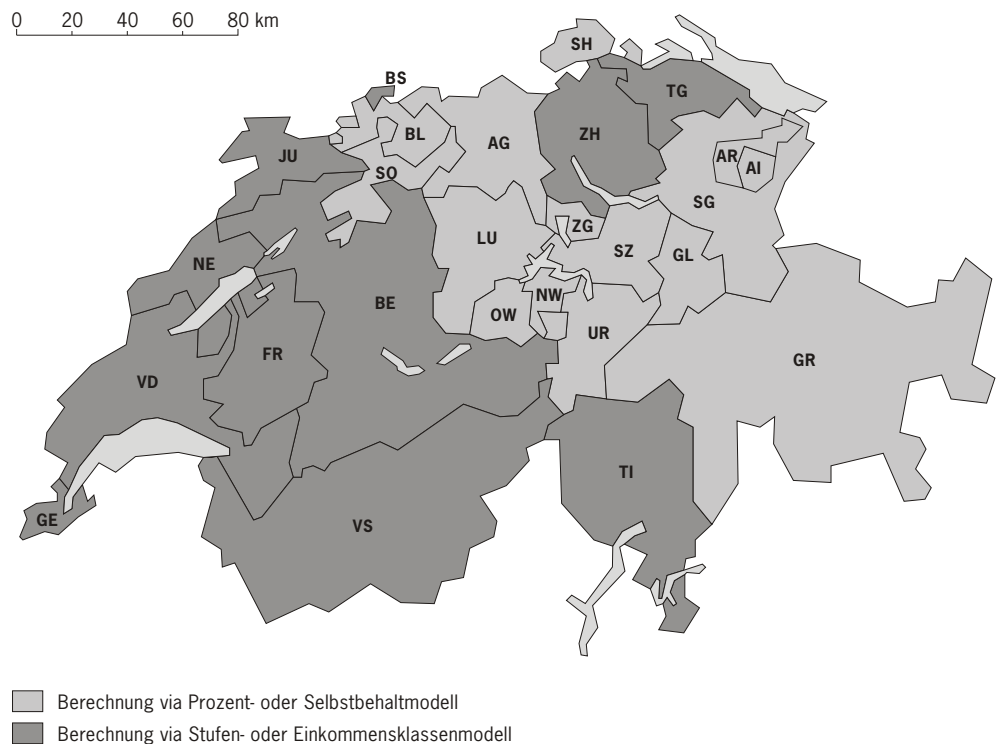 0 20 40 60 80 km
SH
BS
TG
BL
AG
ZH
JU
AR
AI
SO
SG
ZG
LU
SZ
GL
NE
NW
BE
OW
UR
FR
GR
VD
TI
GE
VS
Berechnung via Prozent- oder Selbstbehaltmodell
Berechnung via Stufen- oder Einkommensklassenmodell